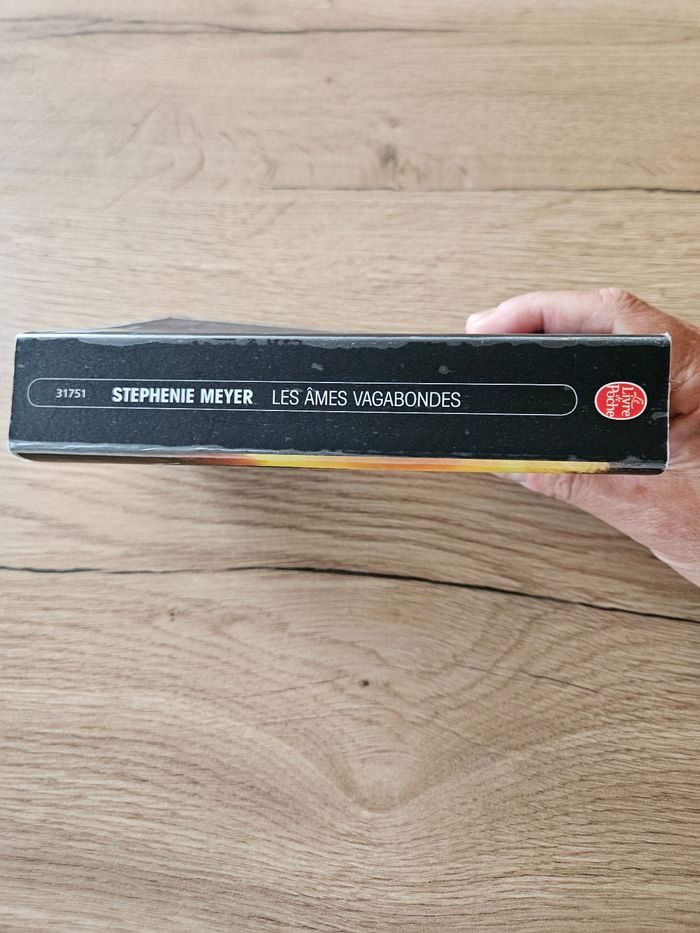 31751 STEPHENIE MEYER LES ÂMES VAGABONDES
Le
Livre
de
Poche